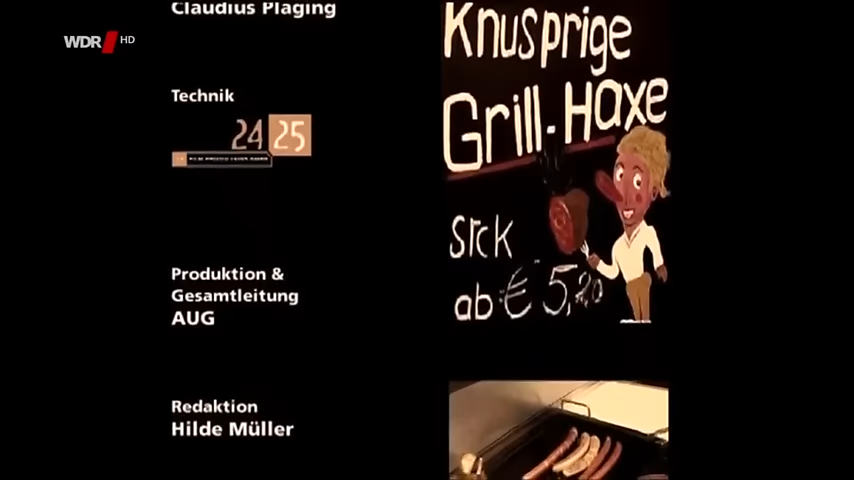 Claudius Plaging
WDR HD
Technik
24 25
Produktion &
Gesamtleitung
AUG
Redaktion
Hilde Müller
Knusprige
Grill-Haxe
Stck
ab € 5,20